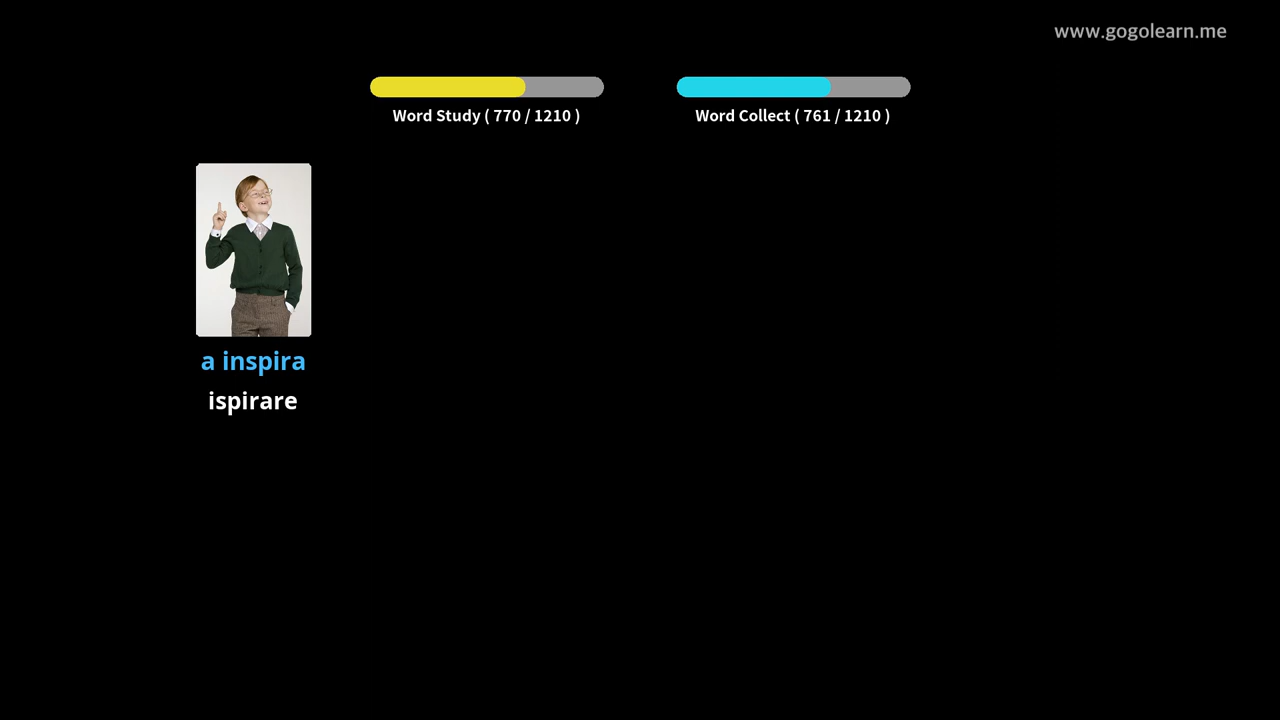 www.gogolearn.me
Word Study ( 770 / 1210 )
Word Collect ( 761 / 1210 )
a inspira
ispirare